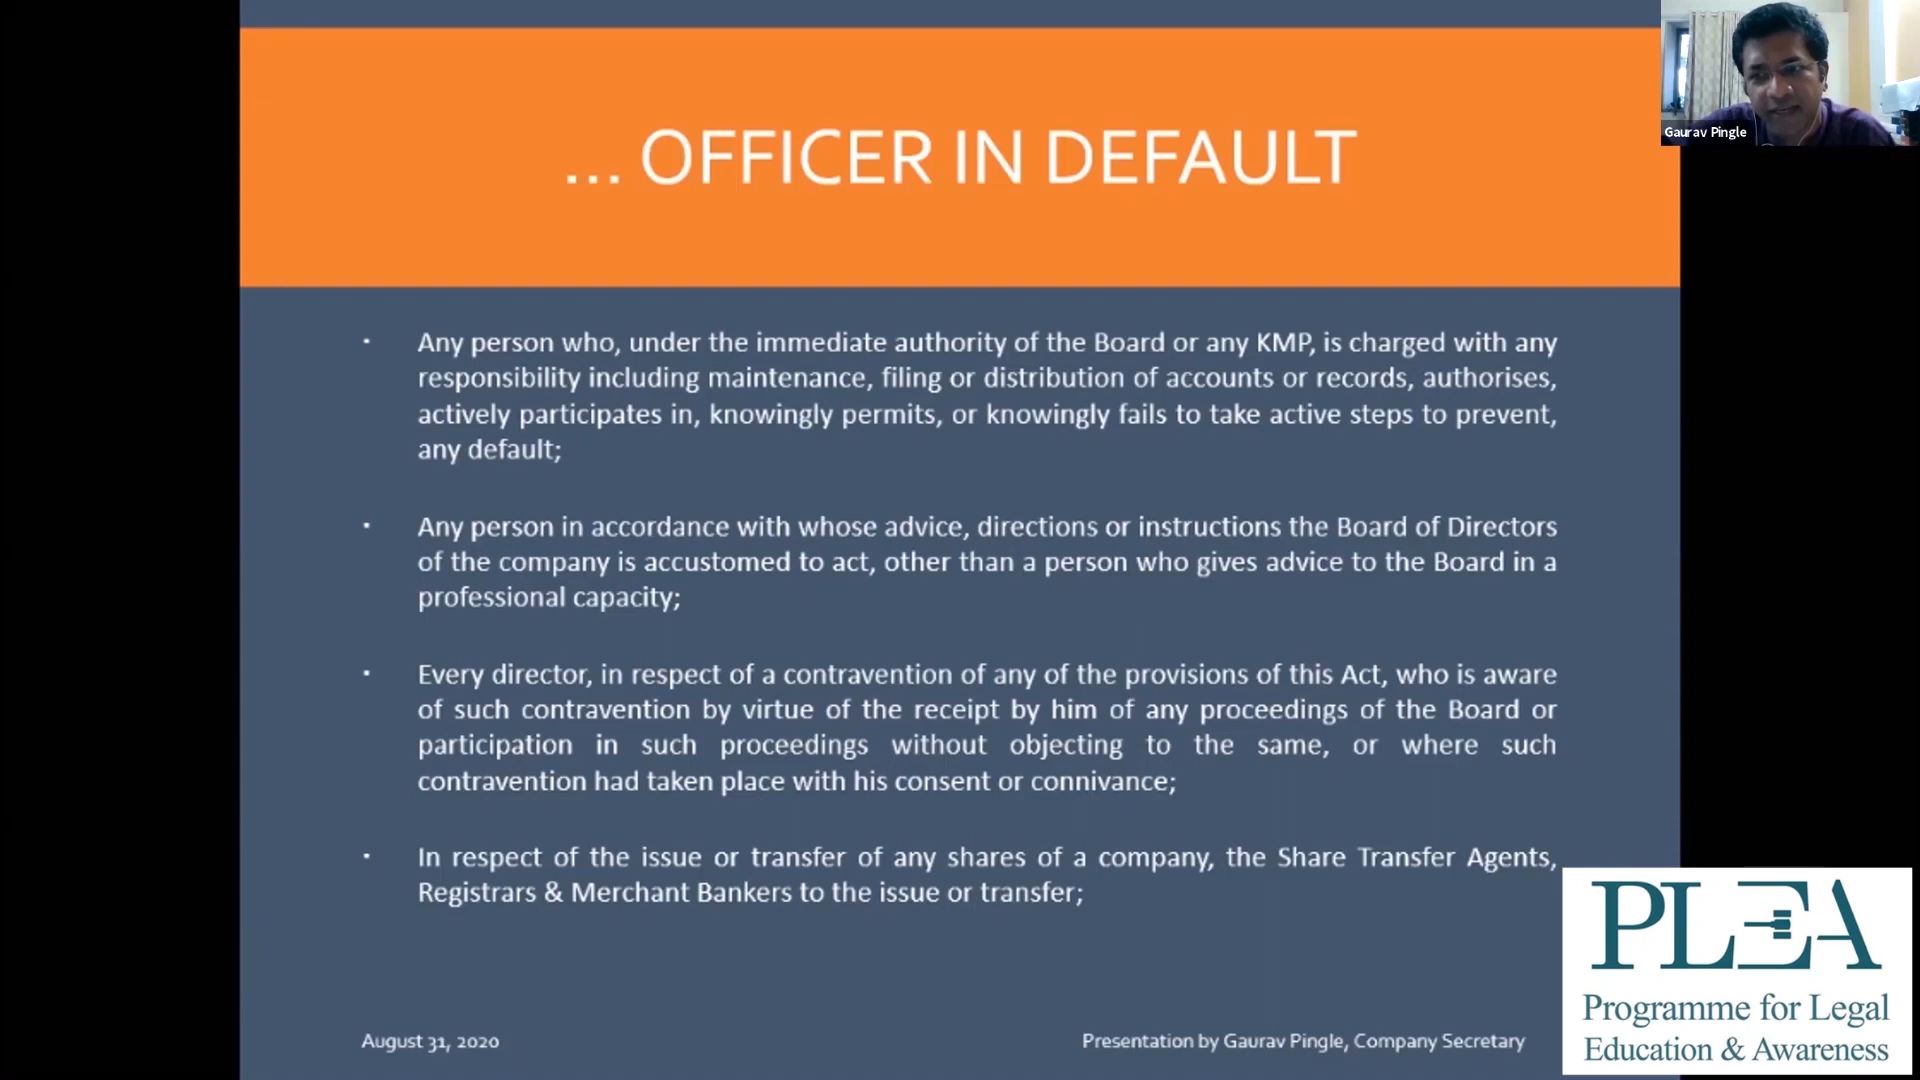 ... OFFICER IN DEFAULT
Gaurav Pingle
· Any person who, under the immediate authority of the Board or any KMP, is charged with any
responsibility including maintenance, filing or distribution of accounts or records, authorises,
actively participates in, knowingly permits, or knowingly fails to take active steps to prevent,
any default;
· Any person in accordance with whose advice, directions or instructions the Board of Directors
of the company is accustomed to act, other than a person who gives advice to the Board in a
professional capacity;
· Every director, in respect of a contravention of any of the provisions of this Act, who is aware
of such contravention by virtue of the receipt by him of any proceedings of the Board or
participation in such proceedings without objecting to the same, or where such
contravention had taken place with his consent or connivance;
· In respect of the issue or transfer of any shares of a company, the Share Transfer Agents,
Registrars & Merchant Bankers to the issue or transfer;
August 31, 2020
Presentation by Gaurav Pingle, Company Secretary
PLEA
Programme for Legal
Education & Awareness